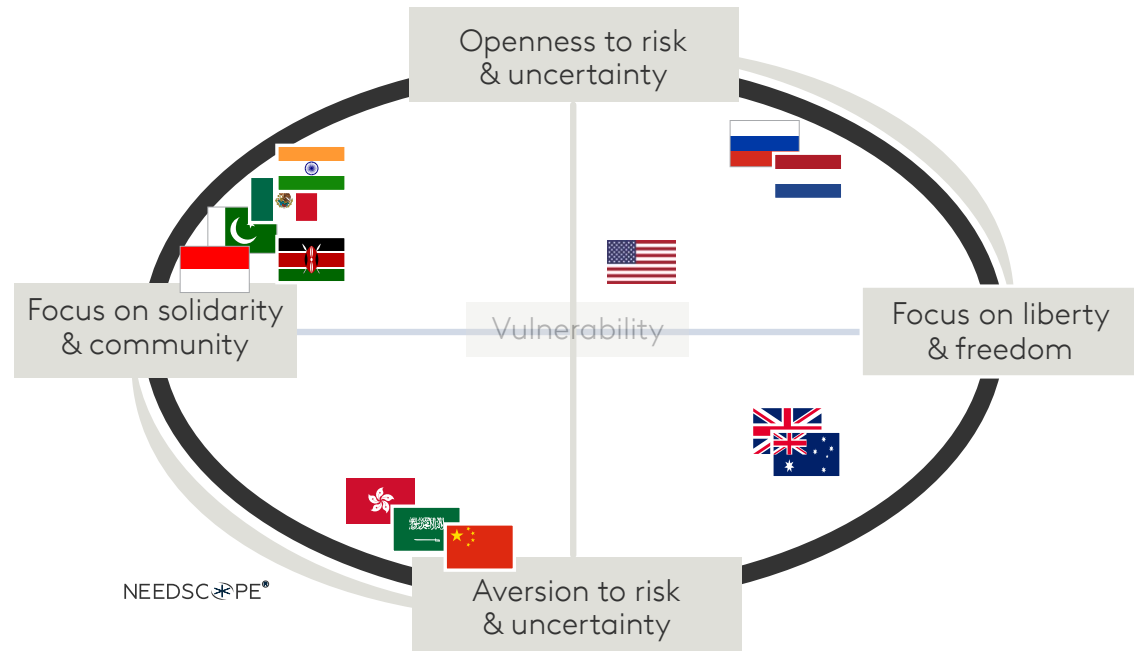 Openness to risk
& uncertainty
Focus on solidarity
& community
Vulnerability
Focus on liberty
& freedom
Aversion to risk
& uncertainty
NEEDSCOPE®